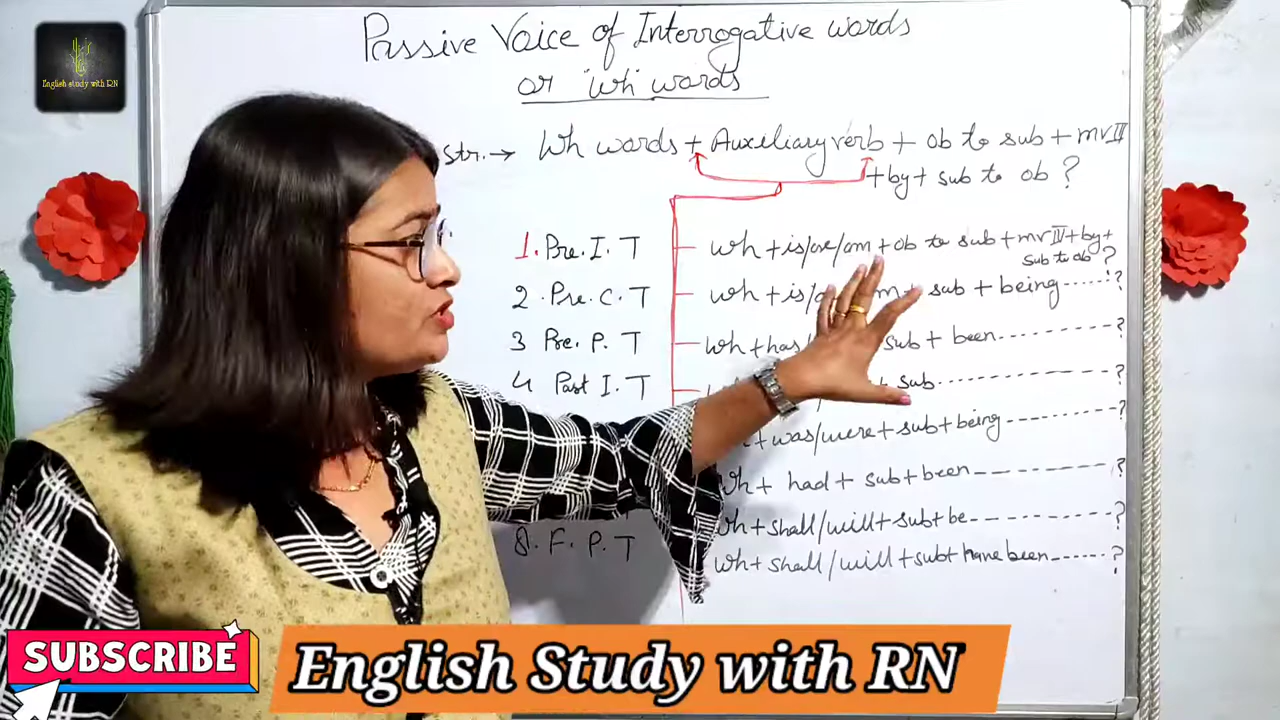 English study with RN
Passive Voice of Interrogative words
or 'Wh' words
Str. → Wh words + Auxiliary verb + ob to sub + mv IV
+ by + sub to ob ?
1. Pre. I. T
wh + is/are/am + ob to sub + mv IV + by +
sub to ob ?
2. Pre. C. T
wh + is/ m + sub + being ......?
3 Pre. P. T
wh + has/ sub + been ------- ?
4 Past I. T
+ sub ------- ?
+ was/were + sub + being ------- ?
wh + had + sub + been ------- ?
wh + shall/will + sub + be ------- ?
8. F. P. T
wh + shall/will + sub + have been ......?
SUBSCRIBE
English Study with RN